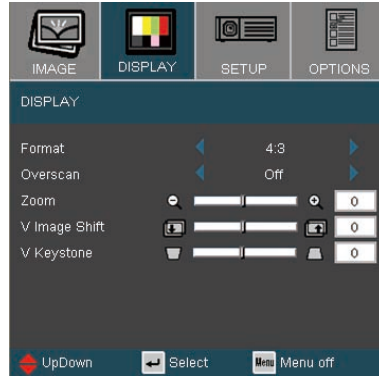 IMAGE DISPLAY SETUP OPTIONS
DISPLAY
Format 4:3
Overscan Off
Zoom 0
V Image Shift 0
V Keystone 0
UpDown Select Menu Menu off